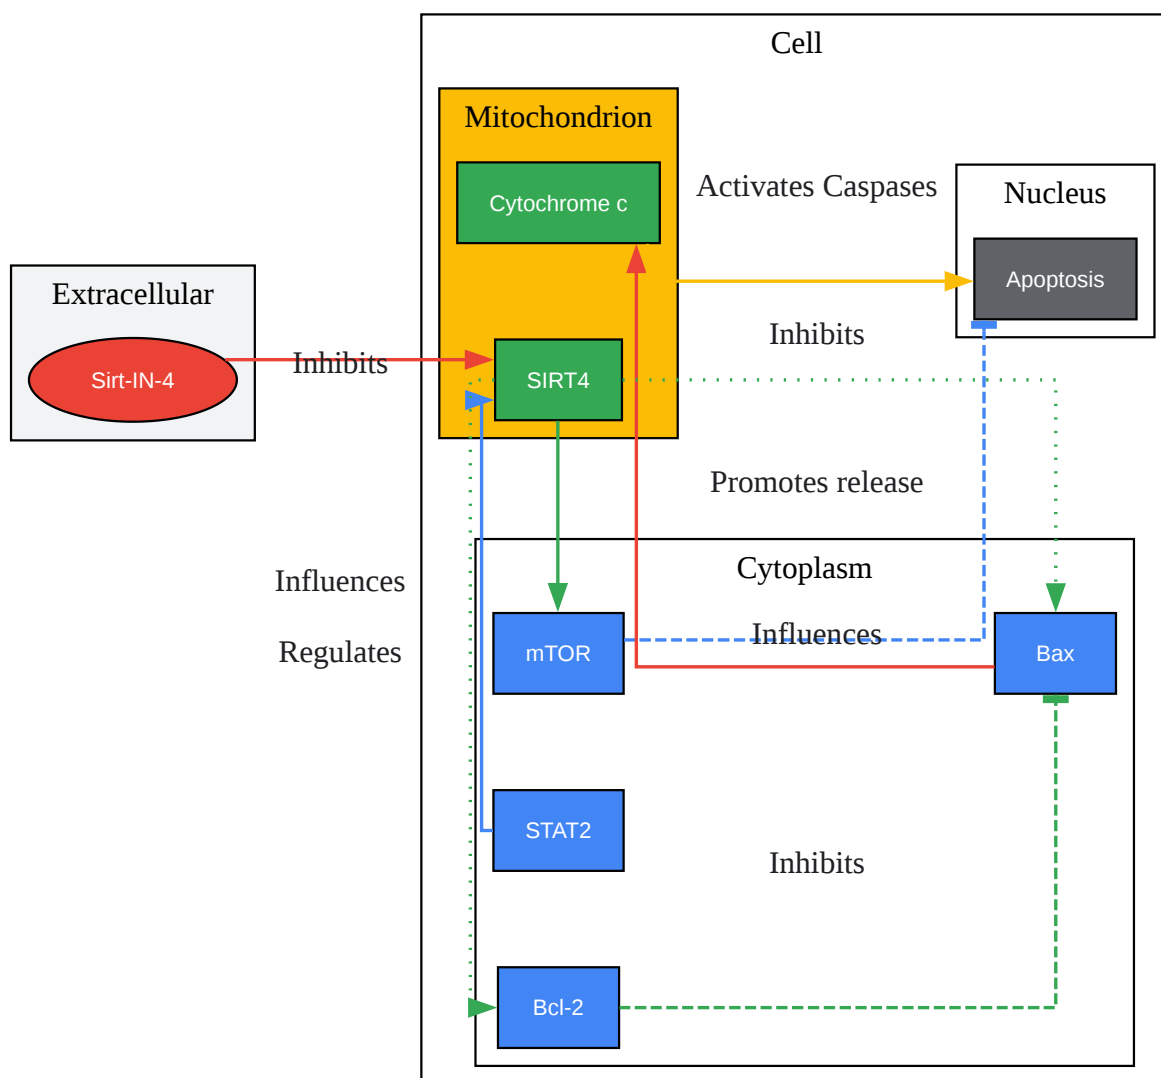 Cell
Mitochondrion
Cytochrome c
Activates Caspases
Nucleus
Apoptosis
Extracellular
Inhibits
Inhibits
Sirt-IN-4
SIRT4
Promotes release
Cytoplasm
Influences
Influences
Regulates
mTOR
Bax
STAT2
Inhibits
Bcl-2